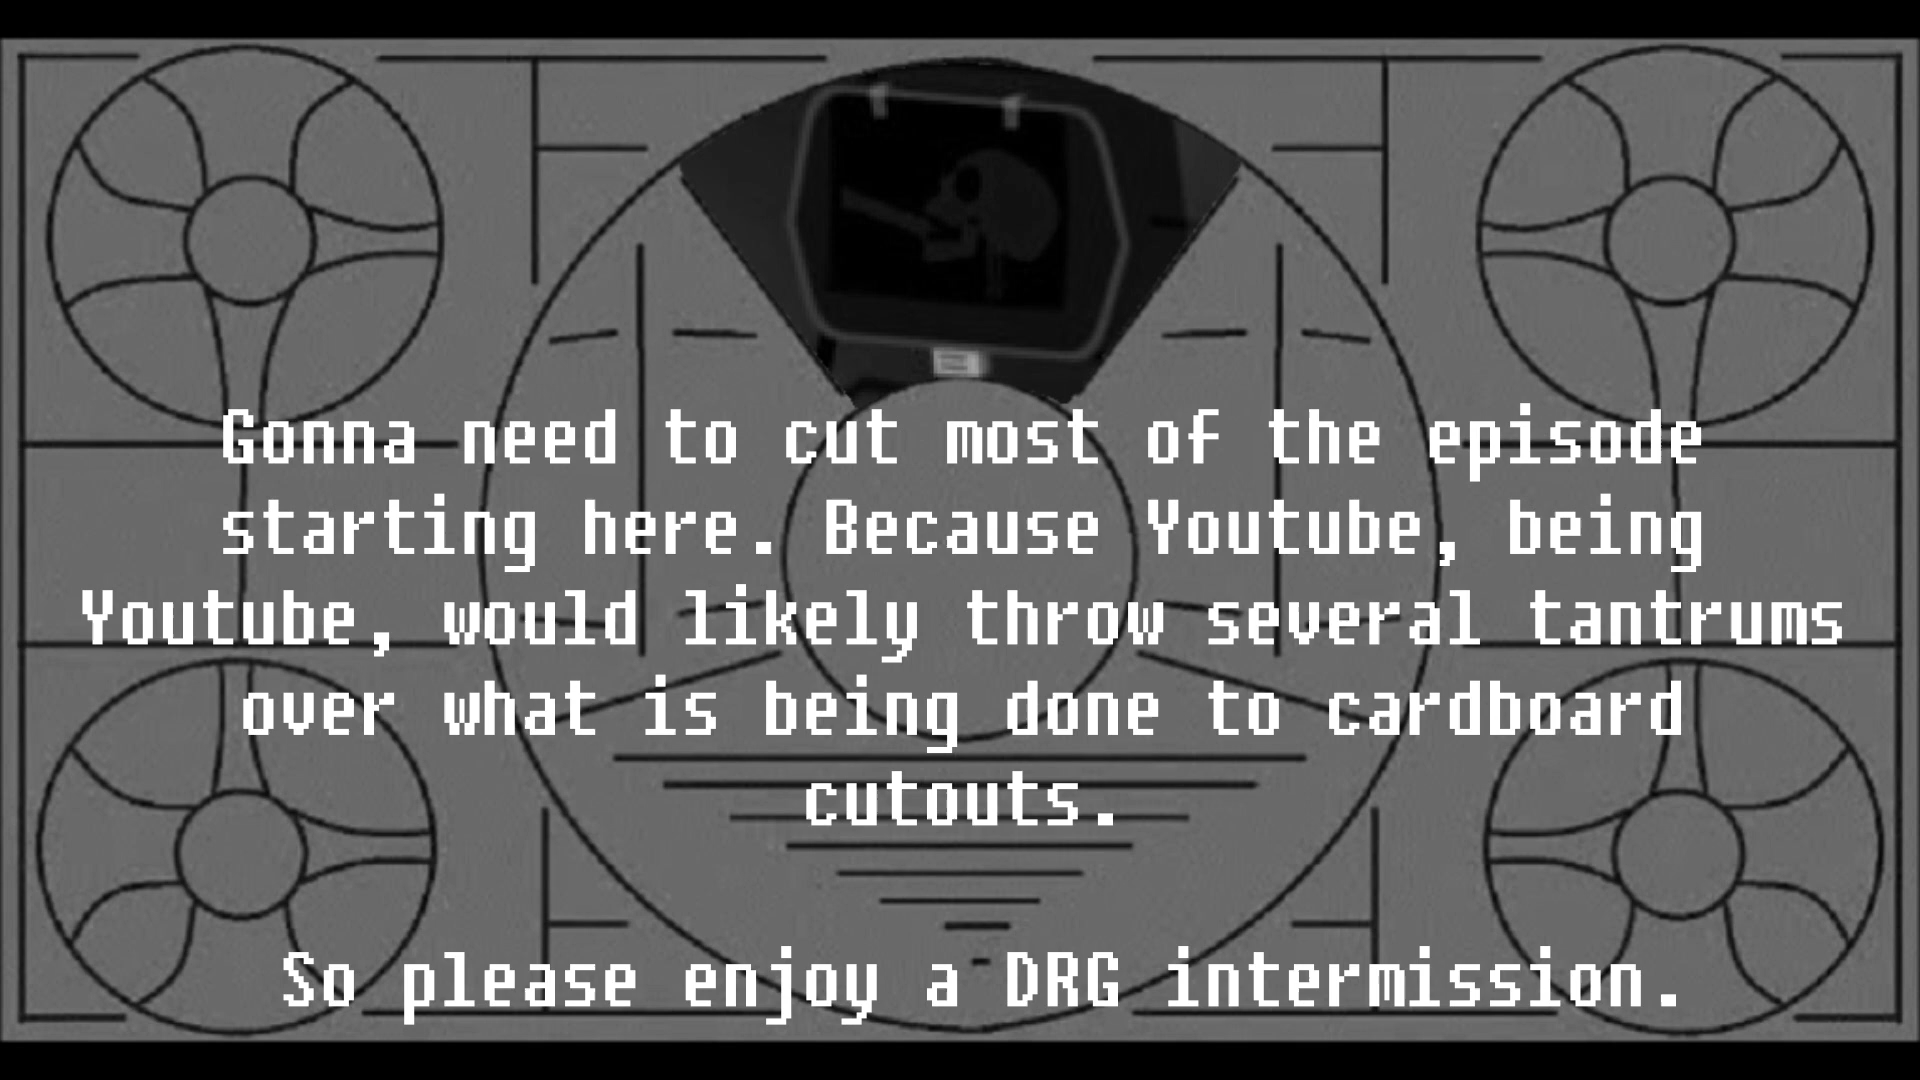 Gonna need to cut most of the episode
starting here. Because Youtube, being
Youtube, would likely throw several tantrums
over what is being done to cardboard
cutouts.
So please enjoy a DRG intermission.